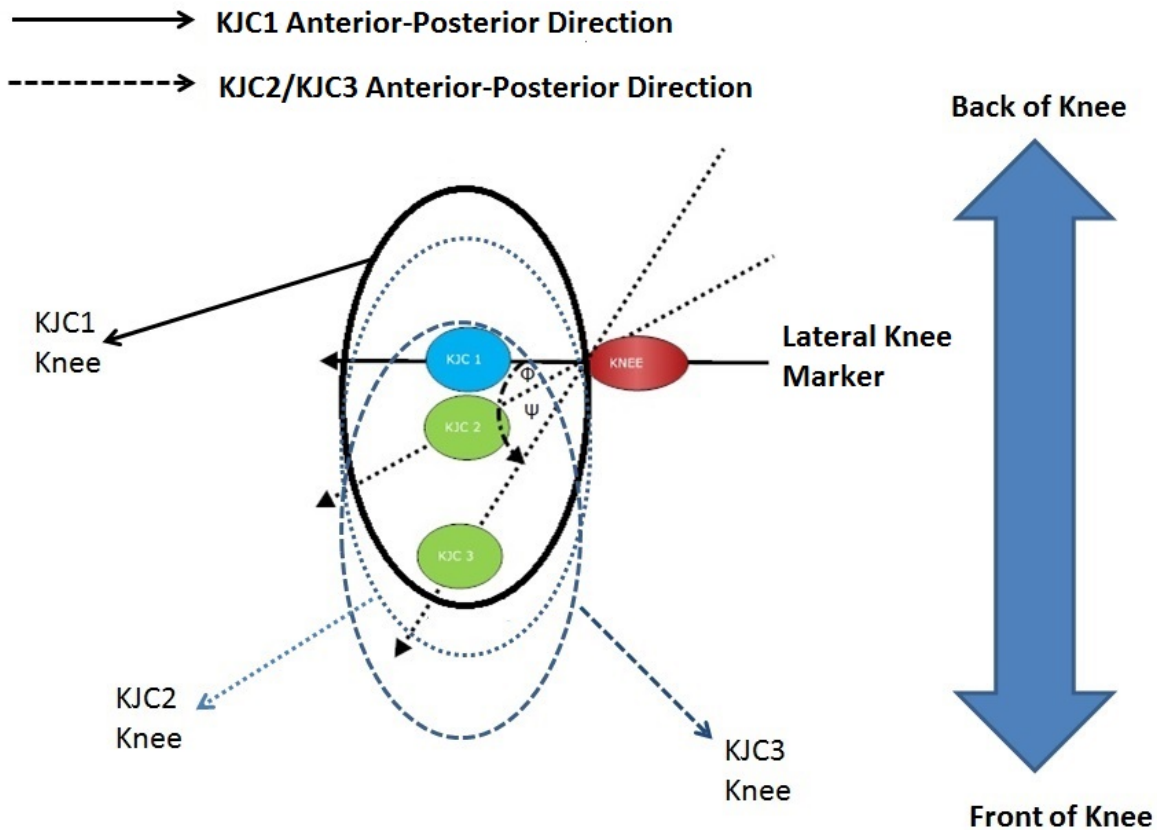 KJC1 Anterior-Posterior Direction
KJC2/KJC3 Anterior-Posterior Direction
Back of Knee
KJC1
Knee
KJC 1
KNEE
Lateral Knee
Marker
Φ
Ψ
KJC 2
KJC 3
KJC2
Knee
KJC3
Knee
Front of Knee